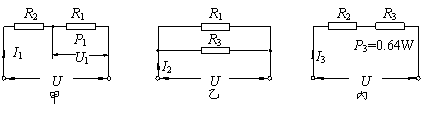 R₂ R₁
P₁
I₁ U₁
U
甲
R₁
R₃
I₂
U
乙
R₂ R₃
P₃=0.64W
I₃
U
丙